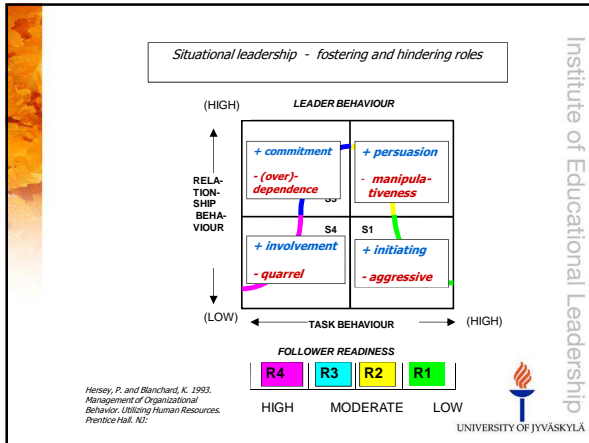 Situational leadership - fostering and hindering roles
(HIGH)
LEADER BEHAVIOUR
RELA-
TION-
SHIP
BEHA-
VIOUR
+ commitment
- (over)-
dependence
+ persuasion
- manipula-
tiveness
S3
S4
S1
+ involvement
- quarrel
+ initiating
- aggressive
(LOW)
TASK BEHAVIOUR
(HIGH)
FOLLOWER READINESS
R4
R3
R2
R1
HIGH
MODERATE
LOW
Hersey, P. and Blanchard, K. 1993.
Management of Organizational
Behavior. Utilizing Human Resources.
Prentice Hall. NJ:
Institute of Educational Leadership
UNIVERSITY OF JYVÄSKYLÄ